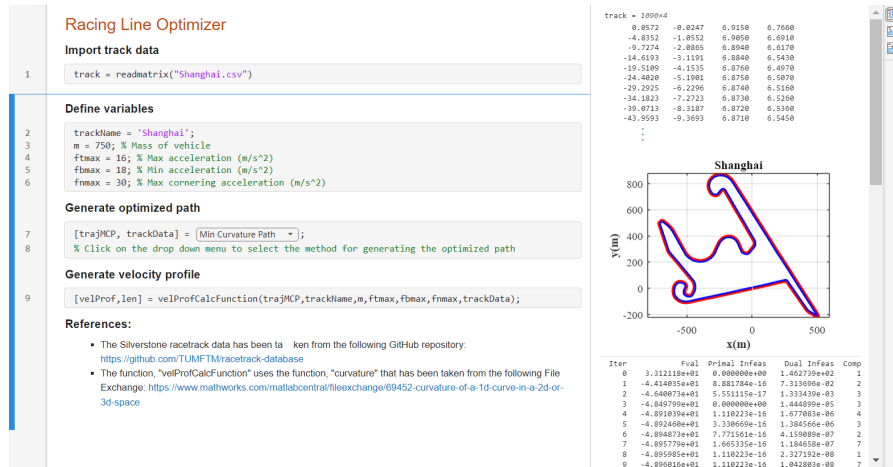 Racing Line Optimizer
Import track data
1 track = readmatrix("Shanghai.csv")
Define variables
2 trackName = 'Shanghai';
3 m = 750; % Mass of vehicle
4 ftmax = 16; % Max acceleration (m/s^2)
5 fbmax = 18; % Min acceleration (m/s^2)
6 fnmax = 30; % Max cornering acceleration (m/s^2)
Generate optimized path
7 [trajMCP, trackData] = Min Curvature Path ;
8 % Click on the drop down menu to select the method for generating the optimized path
Generate velocity profile
9 [velProf,len] = velProfCalcFunction(trajMCP,trackName,m,ftmax,fbmax,fnmax,trackData);
References:
The Silverstone racetrack data has been ta ken from the following GitHub repository:
https://github.com/TUMFTM/racetrack-database
The function, "velProfCalcFunction" uses the function, "curvature" that has been taken from the following File
Exchange: https://www.mathworks.com/matlabcentral/fileexchange/69452-curvature-of-a-1d-curve-in-a-2d-or-
3d-space
track = 1090×4
0.0572 -0.0247 6.9150 6.7660
-4.8352 -1.0552 6.9050 6.6910
-9.7274 -2.0865 6.8940 6.6170
-14.6193 -3.1191 6.8840 6.5430
-19.5109 -4.1535 6.8760 6.4970
-24.4020 -5.1901 6.8750 6.5070
-29.2925 -6.2296 6.8740 6.5160
-34.1823 -7.2723 6.8730 6.5260
-39.0713 -8.3187 6.8720 6.5360
-43.9593 -9.3693 6.8710 6.5450
Shanghai
800
600
400
200
0
-200
y(m)
-500 0 500
x(m)
Iter Fval Primal Infeas Dual Infeas Comp
0 3.312118e+01 0.000000e+00 1.462739e+02 1
1 -4.414035e+01 8.881784e-16 7.313696e-02 2
2 -4.640073e+01 5.551115e-17 1.333439e-03 3
3 -4.849799e+01 0.000000e+00 1.444899e-05 3
4 -4.891039e+01 1.110223e-16 1.677083e-06 4
5 -4.892460e+01 3.330669e-16 1.384566e-06 3
6 -4.894873e+01 7.771561e-16 4.159089e-07 2
7 -4.895779e+01 1.665335e-16 1.184658e-07 7
8 -4.895985e+01 1.110223e-16 2.327192e-08 1
9 -4.896016e+01 1.110223e-16 1.042803e-08 7